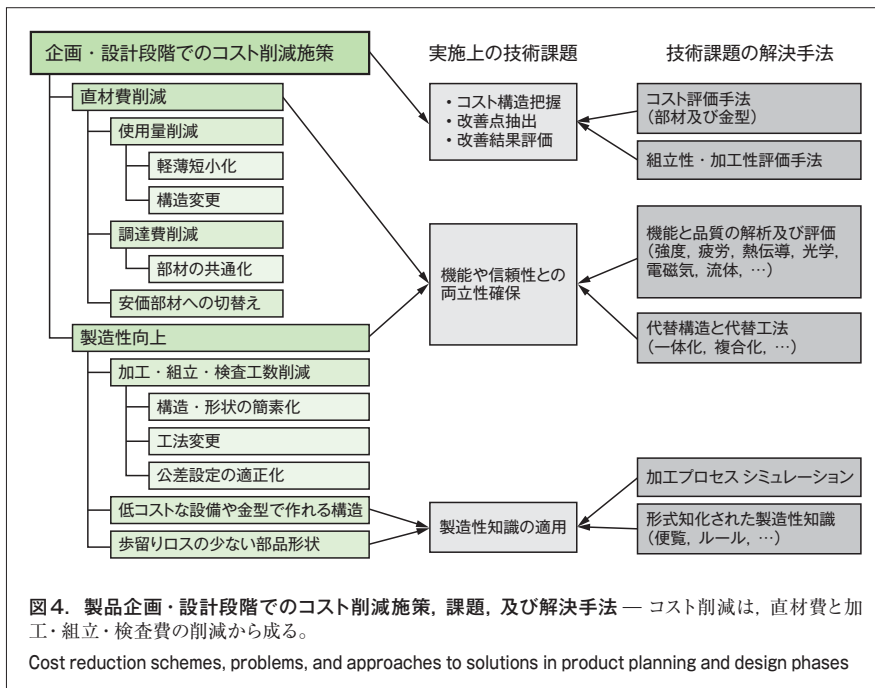 企画・設計段階でのコスト削減施策
実施上の技術課題
技術課題の解決手法
直材費削減
使用量削減
軽薄短小化
構造変更
調達費削減
部材の共通化
安価部材への切替え
製造性向上
加工・組立・検査工数削減
構造・形状の簡素化
工法変更
公差設定の適正化
低コストな設備や金型で作れる構造
歩留りロスの少ない部品形状
・コスト構造把握
・改善点抽出
・改善結果評価
機能や信頼性との
両立性確保
製造性知識の適用
コスト評価手法
(部材及び金型)
組立性・加工性評価手法
機能と品質の解析及び評価
(強度, 疲労, 熱伝導, 光学,
電磁気, 流体, …)
代替構造と代替工法
(一体化, 複合化, …)
加工プロセス シミュレーション
形式知化された製造性知識
(便覧, ルール, …)
図4. 製品企画・設計段階でのコスト削減施策, 課題, 及び解決手法 — コスト削減は, 直材費と加
工・組立・検査費の削減から成る。
Cost reduction schemes, problems, and approaches to solutions in product planning and design phases